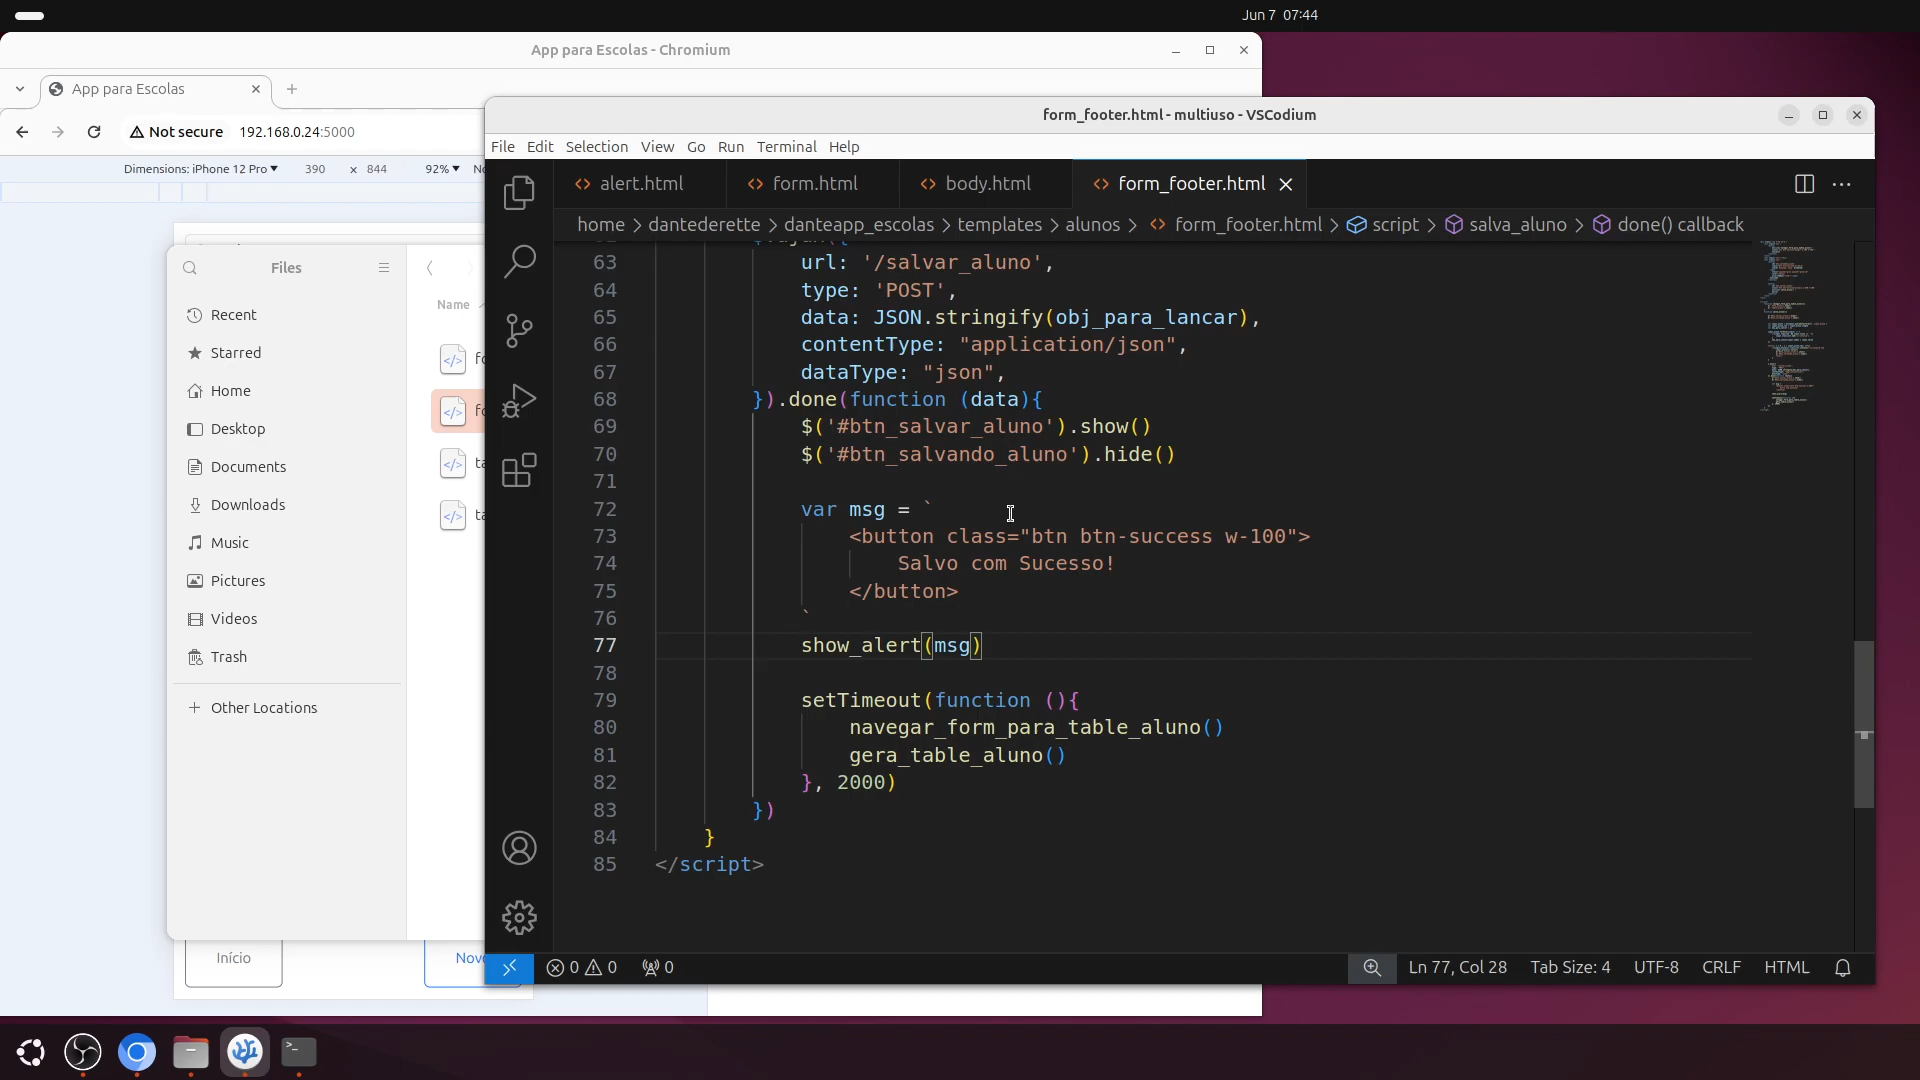 Jun 7 07:44
App para Escolas - Chromium
App para Escolas
Not secure 192.168.0.24:5000
Dimensions: iPhone 12 Pro 390 x 844 92%
Files
Name
Recent
Starred
Home
Desktop
Documents
Downloads
Music
Pictures
Videos
Trash
Other Locations
Início
form_footer.html - multiuso - VSCodium
File Edit Selection View Go Run Terminal Help
alert.html form.html body.html form_footer.html
home > dantederette > danteapp_escolas > templates > alunos > form_footer.html > script > salva_aluno > done() callback
63 url: '/salvar_aluno',
64 type: 'POST',
65 data: JSON.stringify(obj_para_lancar),
66 contentType: "application/json",
67 dataType: "json",
68 }).done(function (data){
69 $('#btn_salvar_aluno').show()
70 $('#btn_salvando_aluno').hide()
71
72 var msg = `
73 <button class="btn btn-success w-100">
74 Salvo com Sucesso!
75 </button>
76 `
77 show_alert(msg)
78
79 setTimeout(function (){
80 navegar_form_para_table_aluno()
81 gera_table_aluno()
82 }, 2000)
83 })
84 }
85 </script>
0 0 0 Ln 77, Col 28 Tab Size: 4 UTF-8 CRLF HTML